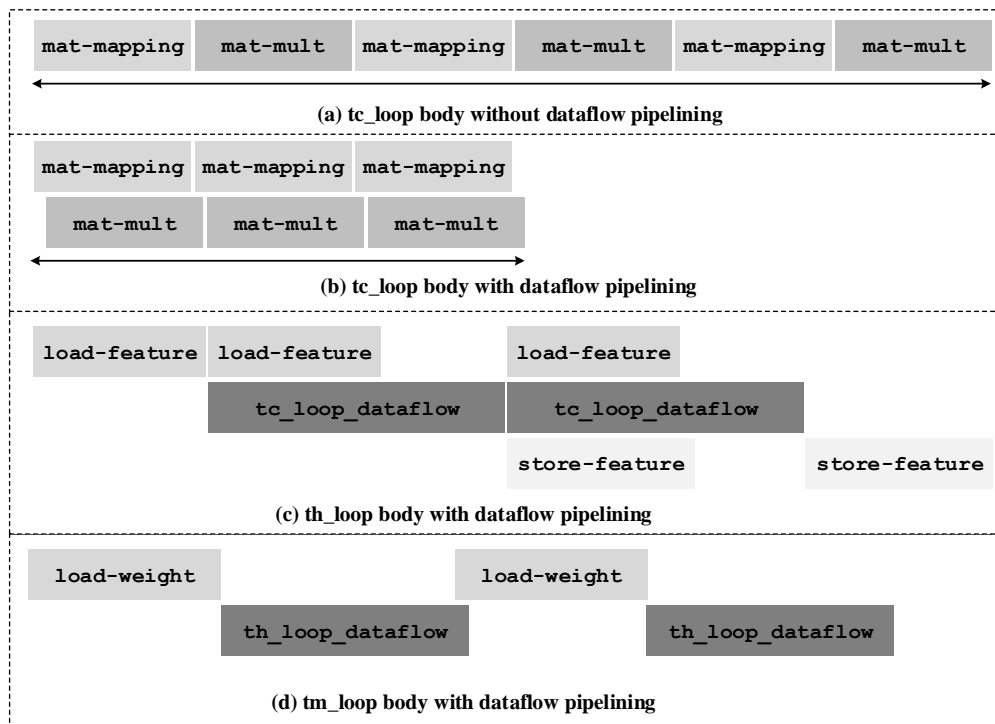 mat-mapping mat-mult mat-mapping mat-mult mat-mapping mat-mult
(a) tc_loop body without dataflow pipelining
mat-mapping mat-mapping mat-mapping
mat-mult mat-mult mat-mult
(b) tc_loop body with dataflow pipelining
load-feature load-feature load-feature
tc_loop_dataflow tc_loop_dataflow
store-feature store-feature
(c) th_loop body with dataflow pipelining
load-weight load-weight
th_loop_dataflow th_loop_dataflow
(d) tm_loop body with dataflow pipelining